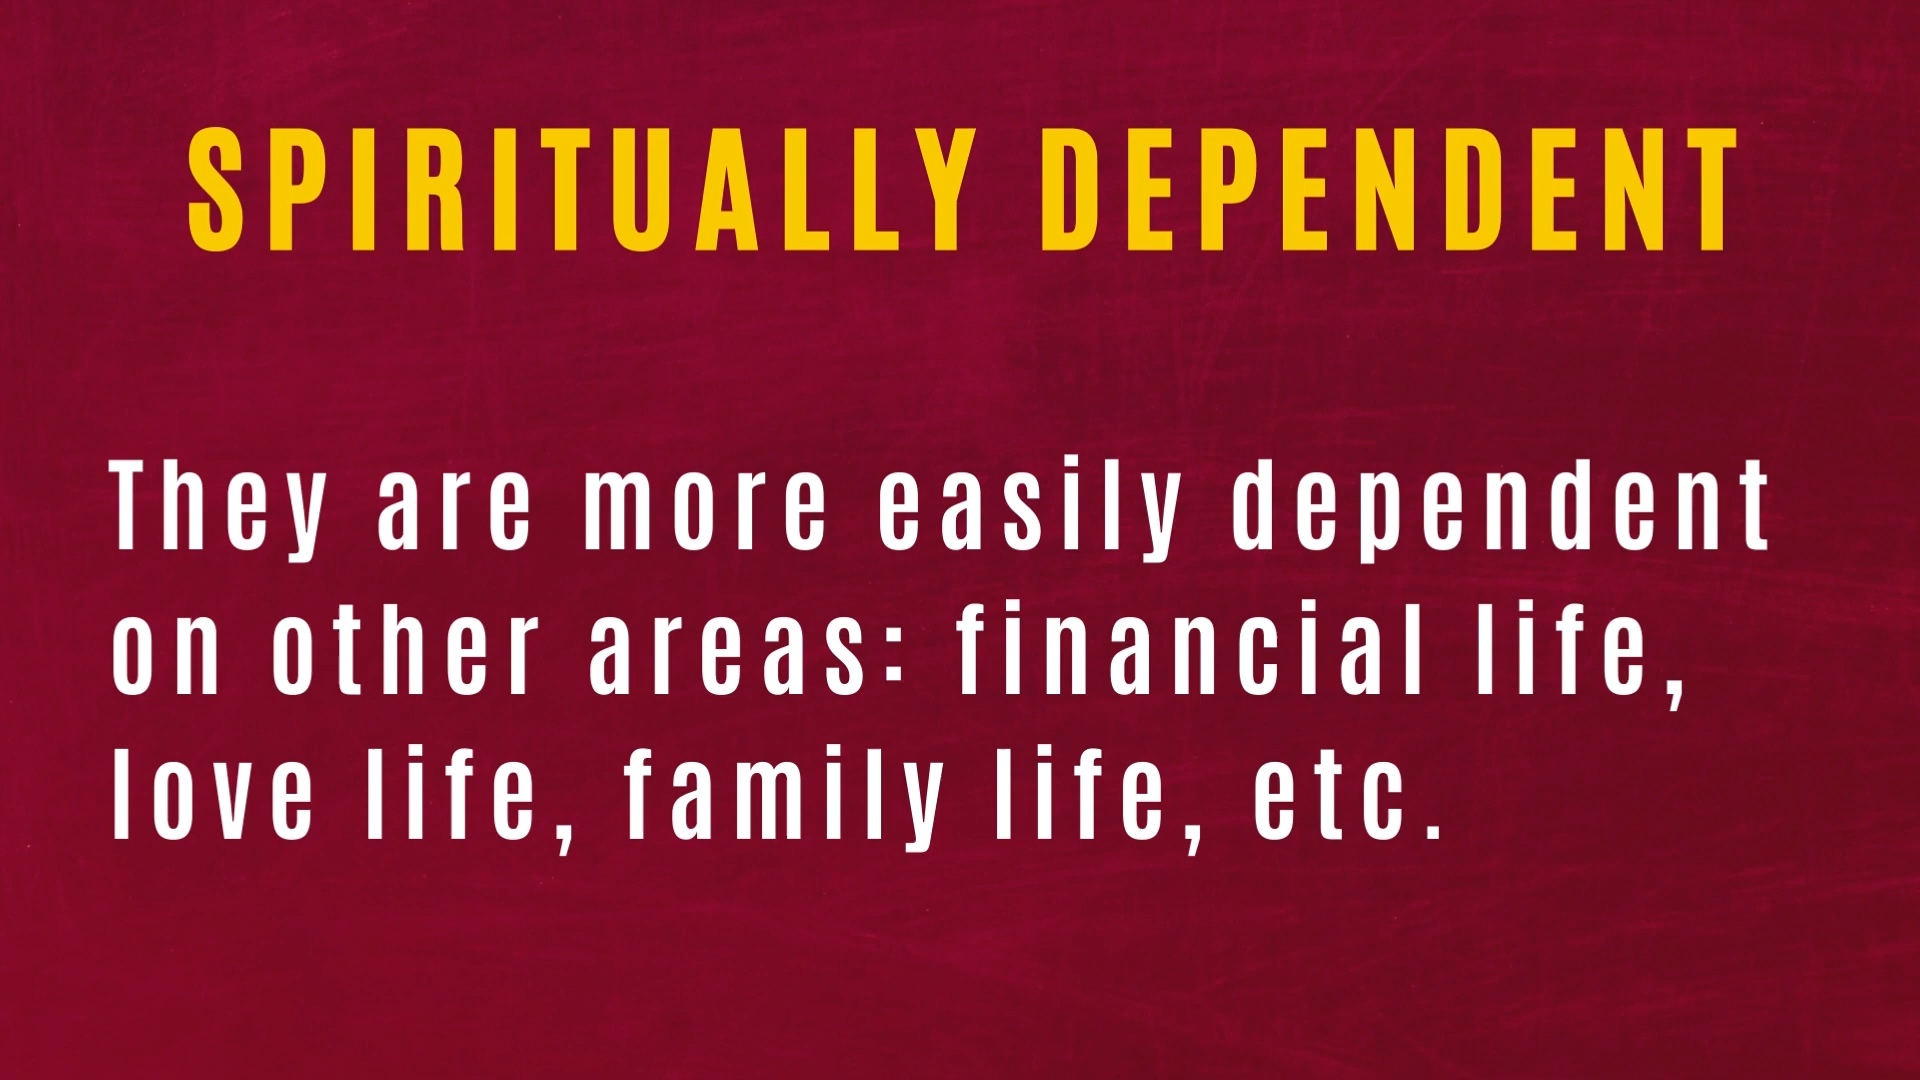 SPIRITUALLY DEPENDENT
They are more easily dependent
on other areas: financial life,
love life, family life, etc.